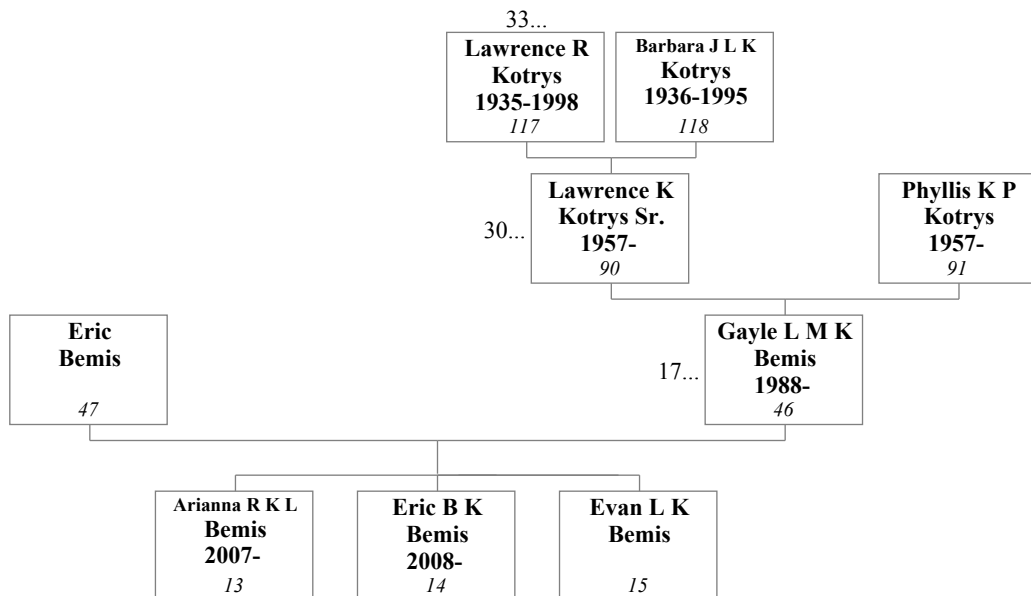 33...
Lawrence R
Kotrys
1935-1998
117
Barbara J L K
Kotrys
1936-1995
118
30...
Lawrence K
Kotrys Sr.
1957-
90
Phyllis K P
Kotrys
1957-
91
Eric
Bemis
47
17...
Gayle L M K
Bemis
1988-
46
Arianna R K L
Bemis
2007-
13
Eric B K
Bemis
2008-
14
Evan L K
Bemis
15